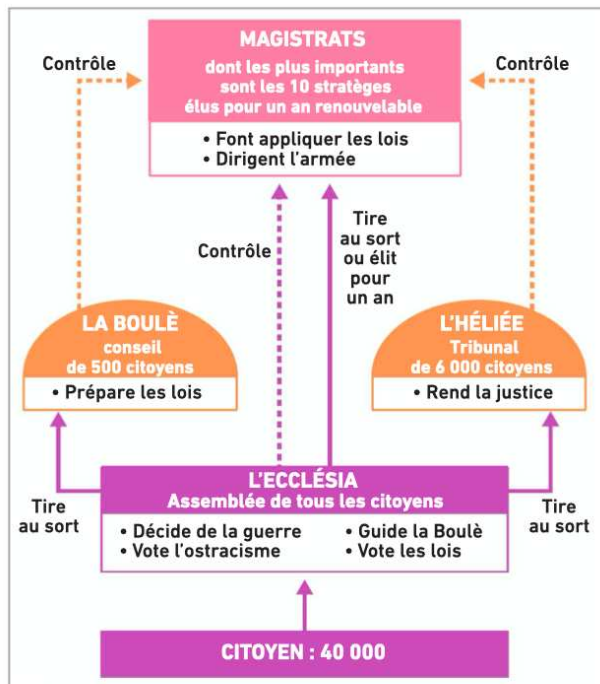 MAGISTRATS
dont les plus importants
sont les 10 stratèges
élus pour un an renouvelable
• Font appliquer les lois
• Dirigent l'armée
Contrôle
Contrôle
Contrôle
Tire
au sort
ou élit
pour
un an
LA BOULÈ
conseil
de 500 citoyens
• Prépare les lois
L'HÉLIÉE
Tribunal
de 6 000 citoyens
• Rend la justice
Tire
au sort
L'ECCLÉSIA
Assemblée de tous les citoyens
• Décide de la guerre
• Vote l'ostracisme
• Guide la Boulè
• Vote les lois
Tire
au sort
CITOYEN : 40 000